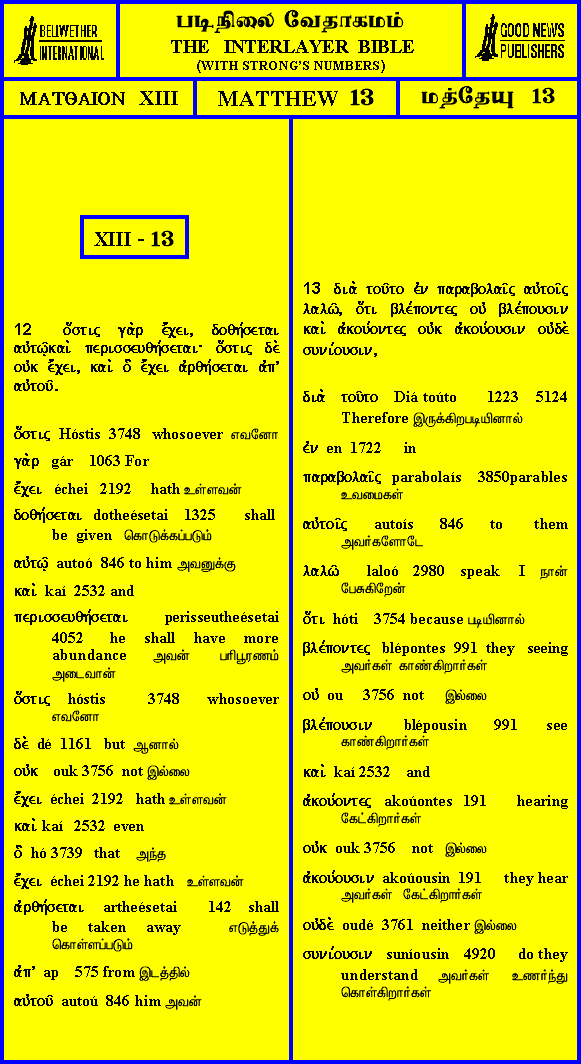 BELLWETHER
INTERNATIONAL
படிநிலை வேதாகமம்
THE INTERLAYER BIBLE
(WITH STRONG'S NUMBERS)
GOOD NEWS
PUBLISHERS
ΜΑΤΘΑΙΟΝ XIII
MATTHEW 13
மத்தேயு 13
XIII - 13
12 ὅστις γὰρ ἔχει, δοθήσεται
αὐτῷκαὶ περισσευθήσεται· ὅστις δὲ
οὐκ ἔχει, καὶ ὃ ἔχει ἀρθήσεται ἀπ’
αὐτοῦ.
ὅστις Hóstis 3748 whosoever எவனோ
γὰρ gár 1063 For
ἔχει échei 2192 hath உள்ளவன்
δοθήσεται dotheésetai 1325 shall
be given கொடுக்கப்படும்
αὐτῷ autoó 846 to him அவனுக்கு
καὶ kaí 2532 and
περισσευθήσεται perisseutheésetai
4052 he shall have more
abundance அவன் பரிபூரணம்
அடைவான்
ὅστις hóstis 3748 whosoever
எவனோ
δὲ dé 1161 but ஆனால்
οὐκ ouk 3756 not இல்லை
ἔχει échei 2192 hath உள்ளவன்
καὶ kaí 2532 even
ὃ hó 3739 that அந்த
ἔχει échei 2192 he hath உள்ளவன்
ἀρθήσεται artheésetai 142 shall
be taken away எடுத்துக்
கொள்ளப்படும்
ἀπ’ ap 575 from இடத்தில்
αὐτοῦ autoú 846 him அவன்
13 διὰ τοῦτο ἐν παραβολαῖς αὐτοῖς
λαλῶ, ὅτι βλέποντες οὐ βλέπουσιν
καὶ ἀκούοντες οὐκ ἀκούουσιν οὐδὲ
συνίουσιν,
διὰ τοῦτο Diá toúto 1223 5124
Therefore இருக்கிறபடியினால்
ἐν en 1722 in
παραβολαῖς parabolaís 3850parables
உவமைகள்
αὐτοῖς autoís 846 to them
அவர்களோடே
λαλῶ laloó 2980 speak I நான்
பேசுகிறேன்
ὅτι hóti 3754 because படியினால்
βλέποντες blépontes 991 they seeing
அவர்கள் காண்கிறார்கள்
οὐ ou 3756 not இல்லை
βλέπουσιν blépousin 991 see
காண்கிறார்கள்
καὶ kaí 2532 and
ἀκούοντες akoúontes 191 hearing
கேட்கிறார்கள்
οὐκ ouk 3756 not இல்லை
ἀκούουσιν akoúousin 191 they hear
அவர்கள் கேட்கிறார்கள்
οὐδὲ oudé 3761 neither இல்லை
συνίουσιν suníousin 4920 do they
understand அவர்கள் உணர்ந்து
கொள்கிறார்கள்